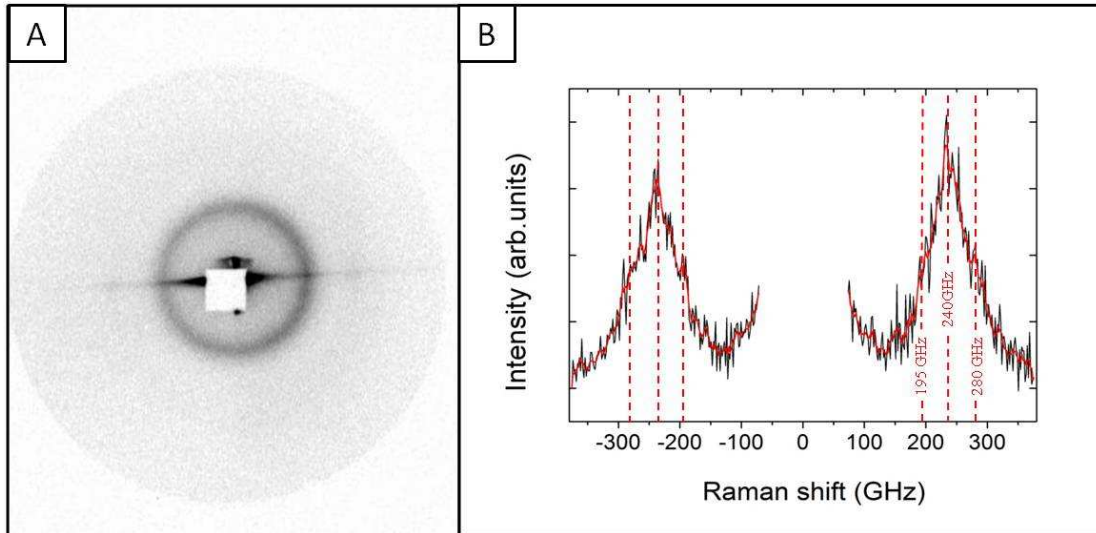 A
B
Intensity (arb.units)
195 GHz
240GHz
280 GHz
-300 -200 -100 0 100 200 300
Raman shift (GHz)